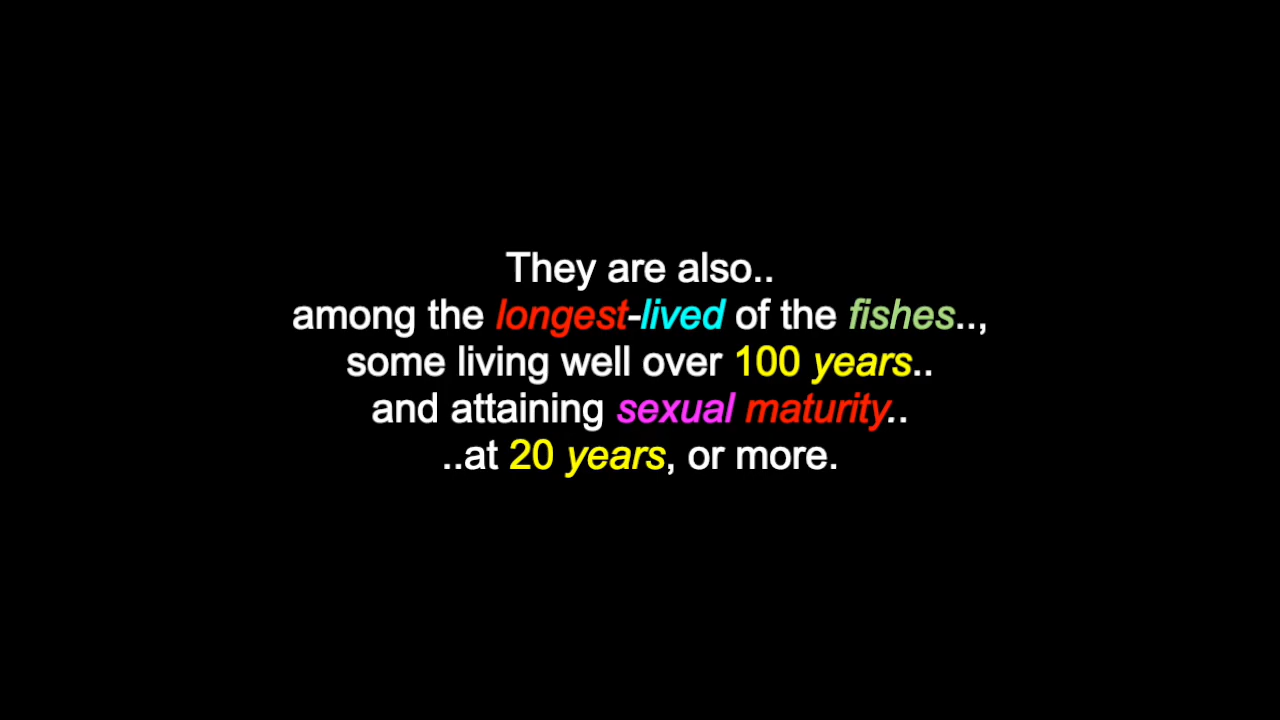 They are also..
among the longest-lived of the fishes..,
some living well over 100 years..
and attaining sexual maturity..
..at 20 years, or more.